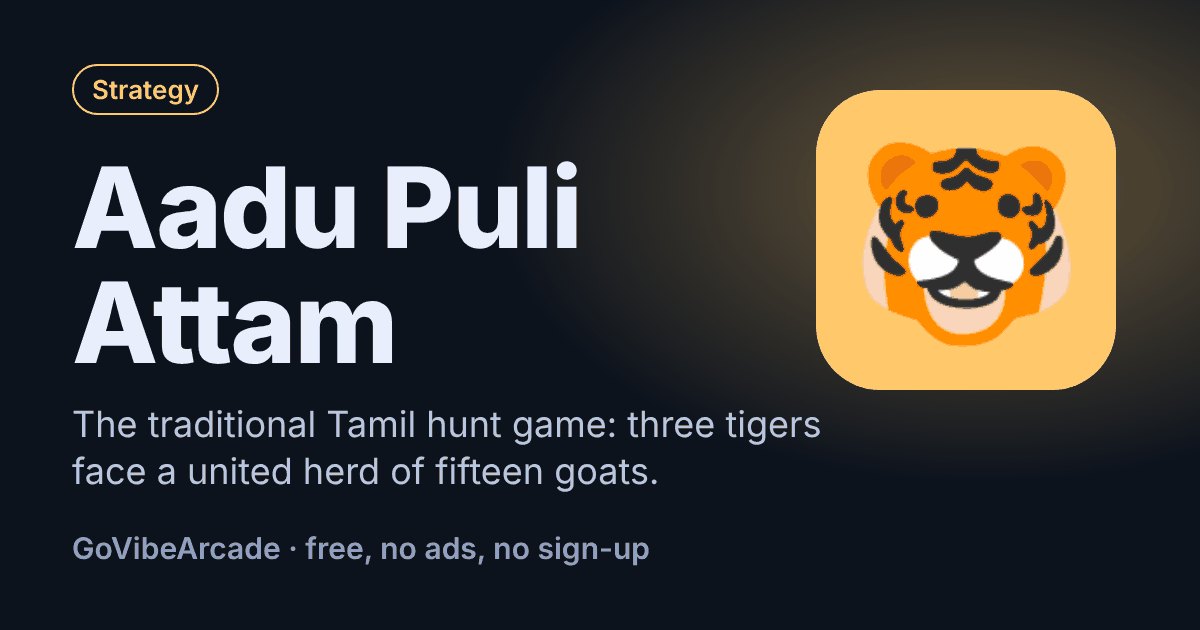 Strategy
Aadu Puli
Attam
The traditional Tamil hunt game: three tigers
face a united herd of fifteen goats.
GoVibeArcade · free, no ads, no sign-up